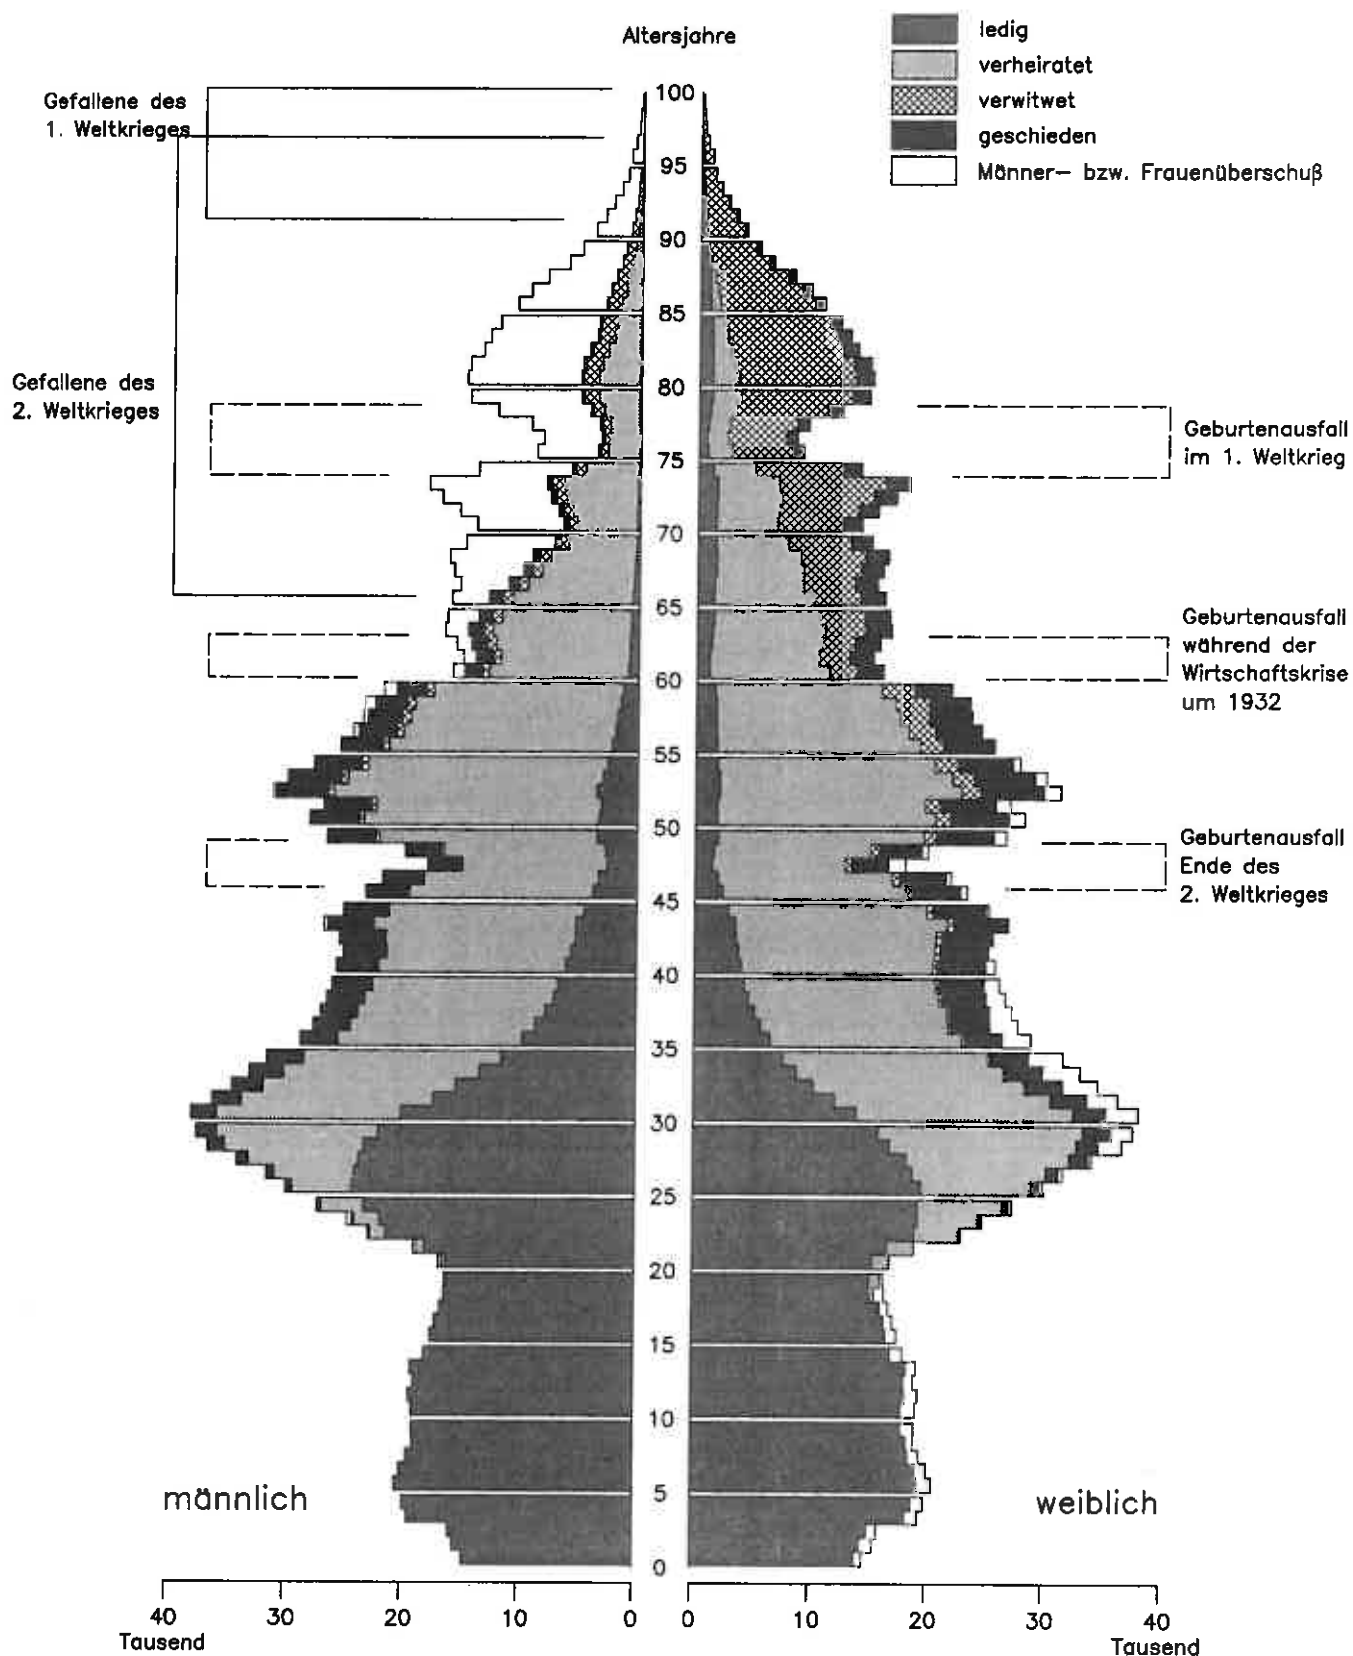 Altersjahre
ledig
verheiratet
verwitwet
geschieden
Männer- bzw. Frauenüberschuß
Gefallene des
1. Weltkrieges
Gefallene des
2. Weltkrieges
100
95
90
85
80
75
70
65
60
55
50
45
40
35
30
25
20
15
10
5
0
Geburtenausfall
im 1. Weltkrieg
Geburtenausfall
während der
Wirtschaftskrise
um 1932
Geburtenausfall
Ende des
2. Weltkrieges
männlich
weiblich
40 30 20 10 0 0 10 20 30 40
Tausend Tausend